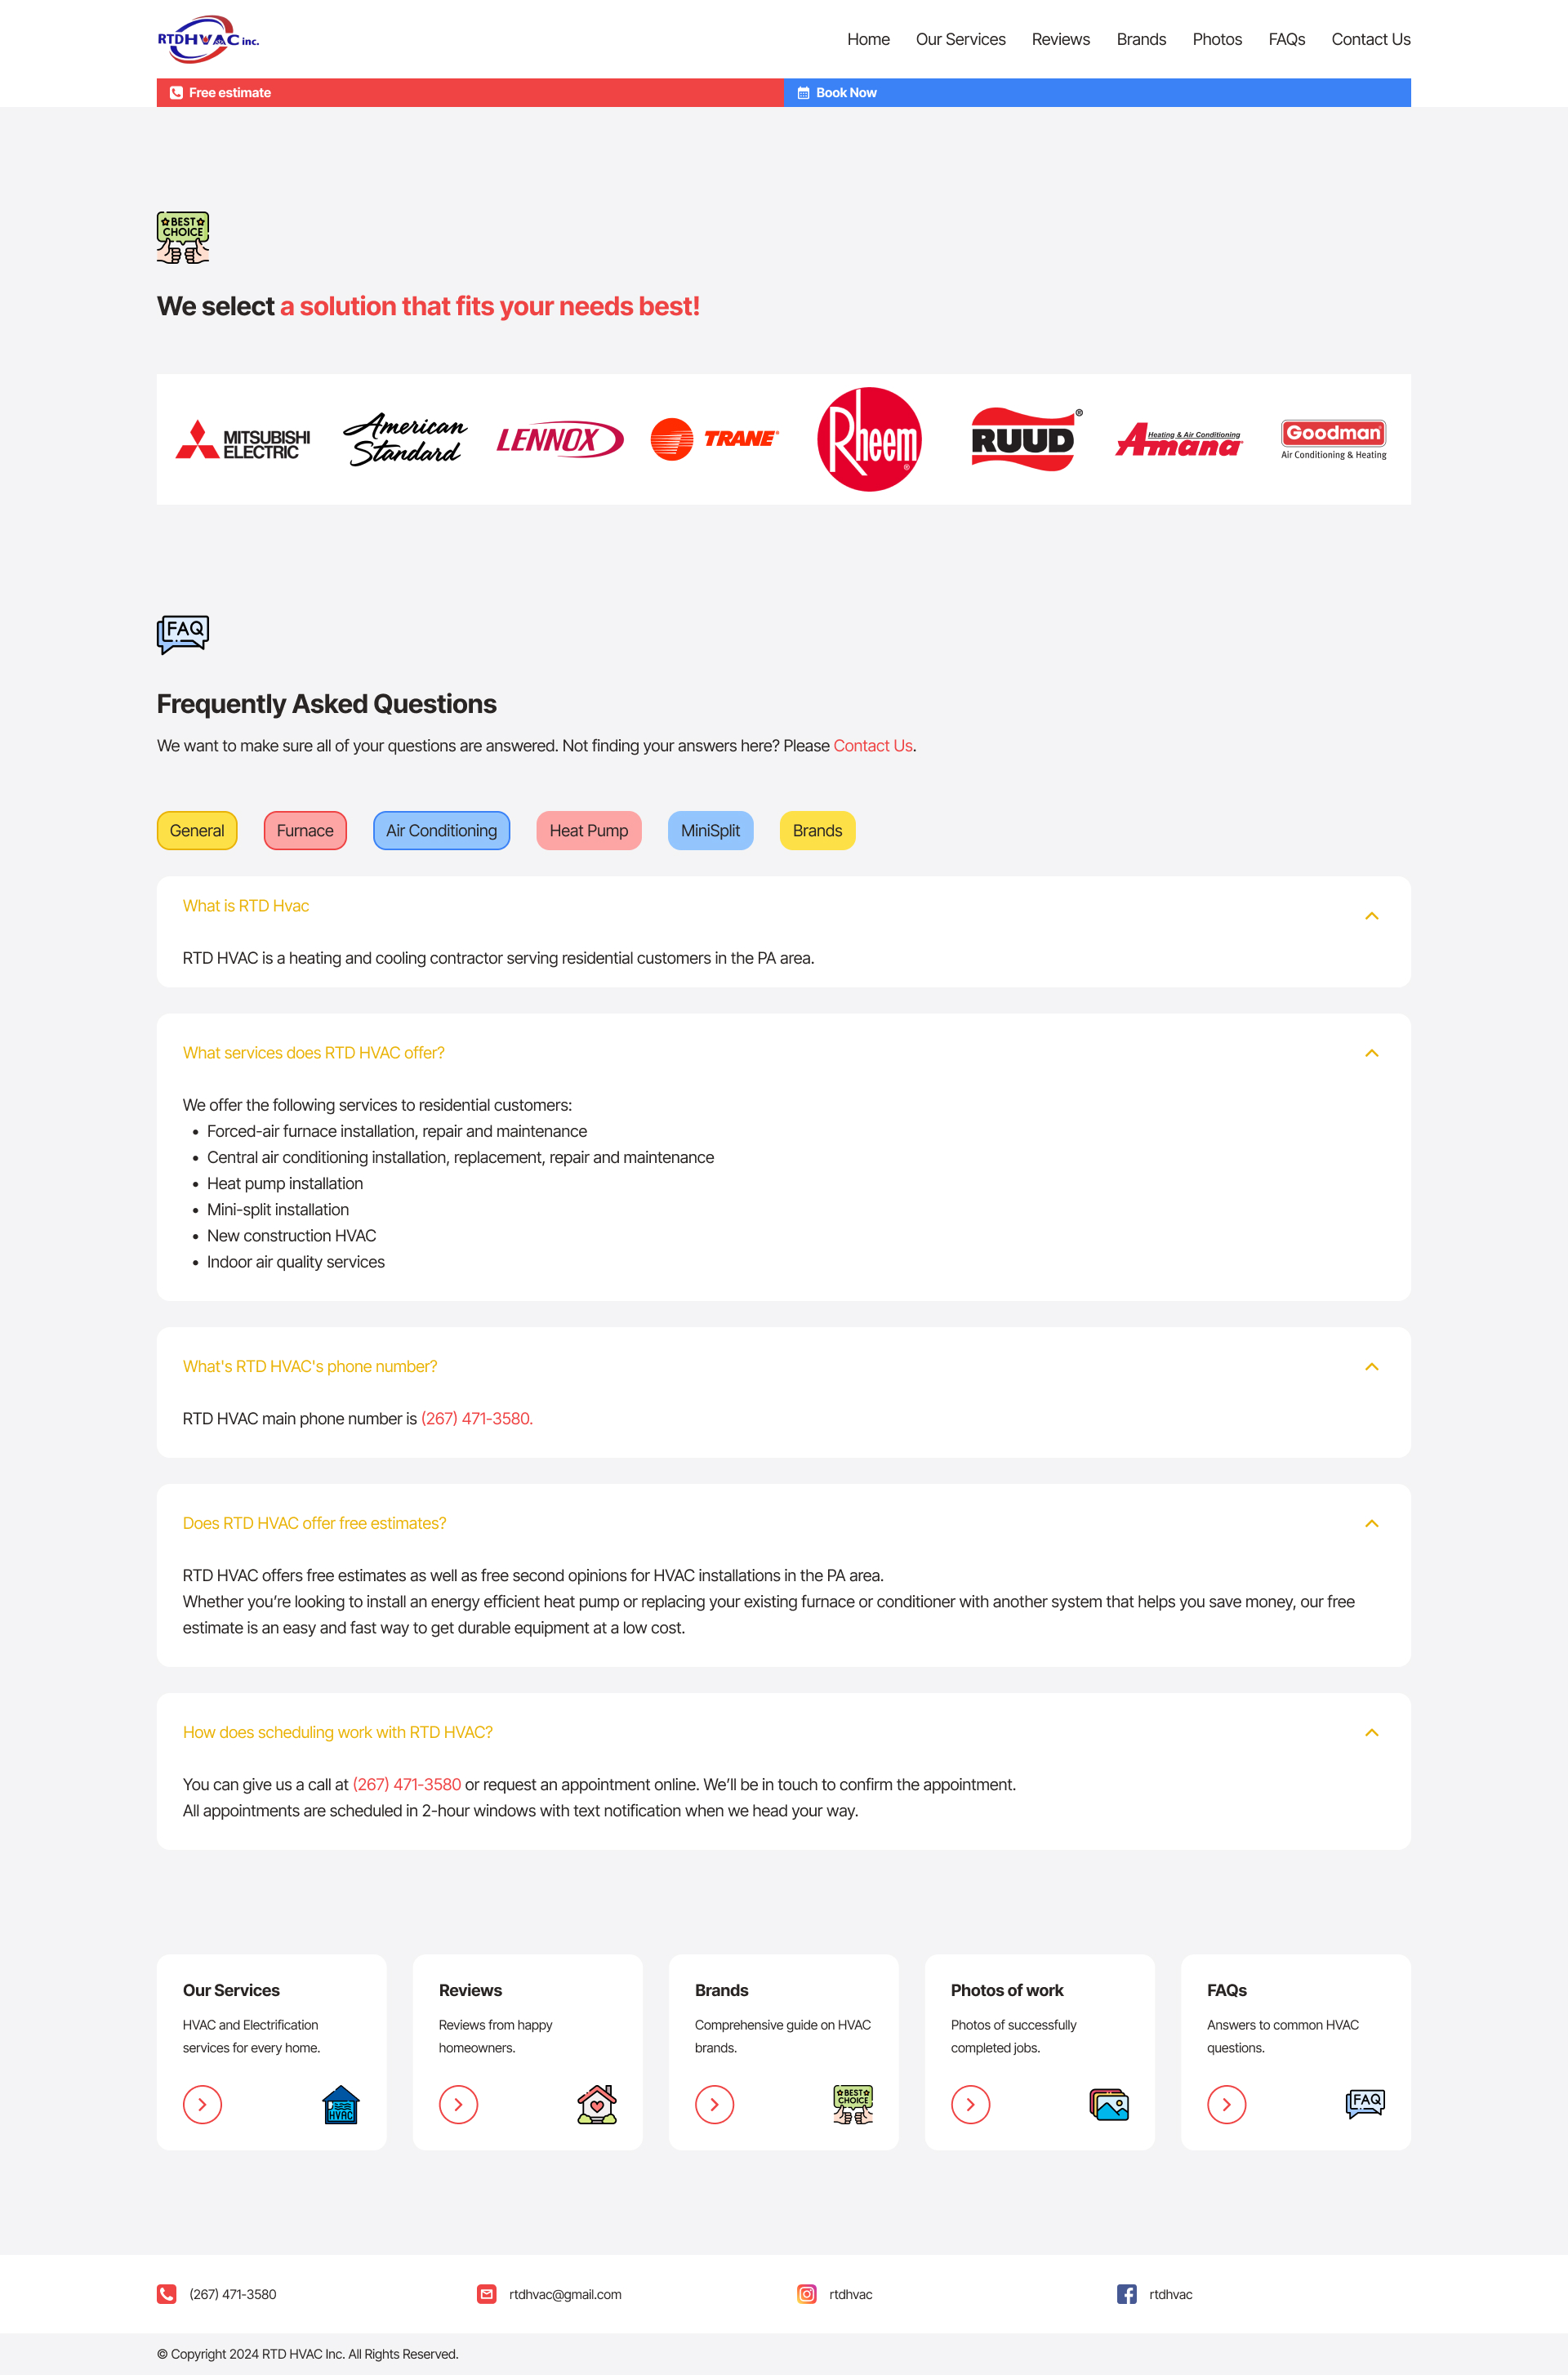 RTDHVAC inc.
Home Our Services Reviews Brands Photos FAQs Contact Us
Free estimate
Book Now
BEST
CHOICE
We select a solution that fits your needs best!
MITSUBISHI
ELECTRIC
American
Standard
LENNOX
TRANE®
Rheem®
RUUD®
Heating & Air Conditioning
Amana
Goodman
Air Conditioning & Heating
FAQ
Frequently Asked Questions
We want to make sure all of your questions are answered. Not finding your answers here? Please Contact Us.
General Furnace Air Conditioning Heat Pump MiniSplit Brands
What is RTD Hvac
RTD HVAC is a heating and cooling contractor serving residential customers in the PA area.
What services does RTD HVAC offer?
We offer the following services to residential customers:
• Forced-air furnace installation, repair and maintenance
• Central air conditioning installation, replacement, repair and maintenance
• Heat pump installation
• Mini-split installation
• New construction HVAC
• Indoor air quality services
What's RTD HVAC's phone number?
RTD HVAC main phone number is (267) 471-3580.
Does RTD HVAC offer free estimates?
RTD HVAC offers free estimates as well as free second opinions for HVAC installations in the PA area.
Whether you’re looking to install an energy efficient heat pump or replacing your existing furnace or conditioner with another system that helps you save money, our free
estimate is an easy and fast way to get durable equipment at a low cost.
How does scheduling work with RTD HVAC?
You can give us a call at (267) 471-3580 or request an appointment online. We’ll be in touch to confirm the appointment.
All appointments are scheduled in 2-hour windows with text notification when we head your way.
Our Services
HVAC and Electrification
services for every home.
HVAC
Reviews
Reviews from happy
homeowners.
Brands
Comprehensive guide on HVAC
brands.
BEST
CHOICE
Photos of work
Photos of successfully
completed jobs.
FAQs
Answers to common HVAC
questions.
FAQ
(267) 471-3580
rtdhvac@gmail.com
rtdhvac
rtdhvac
© Copyright 2024 RTD HVAC Inc. All Rights Reserved.